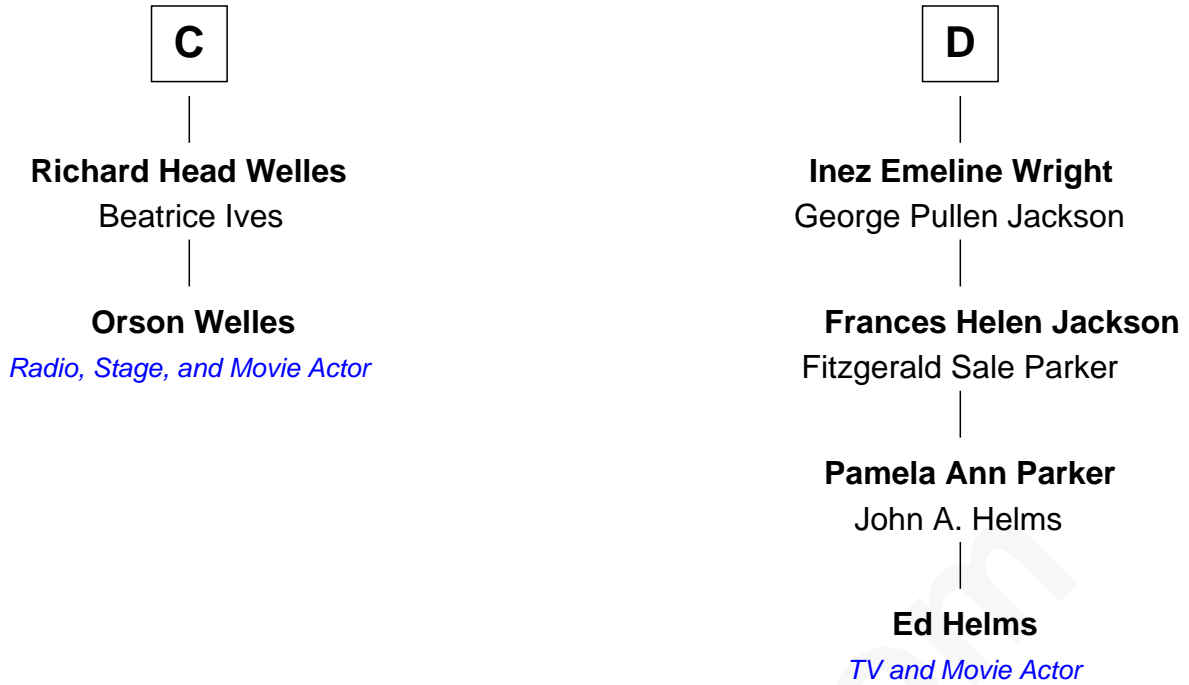 C
Richard Head Welles
Beatrice Ives
Orson Welles
Radio, Stage, and Movie Actor
D
Inez Emeline Wright
George Pullen Jackson
Frances Helen Jackson
Fitzgerald Sale Parker
Pamela Ann Parker
John A. Helms
Ed Helms
TV and Movie Actor